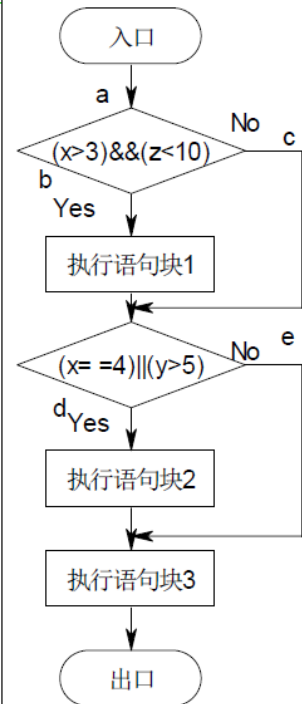 入口
a
No
c
(x>3)&&(z<10)
b
Yes
执行语句块1
e
No
(x= =4)||(y>5)
d
Yes
执行语句块2
执行语句块3
出口